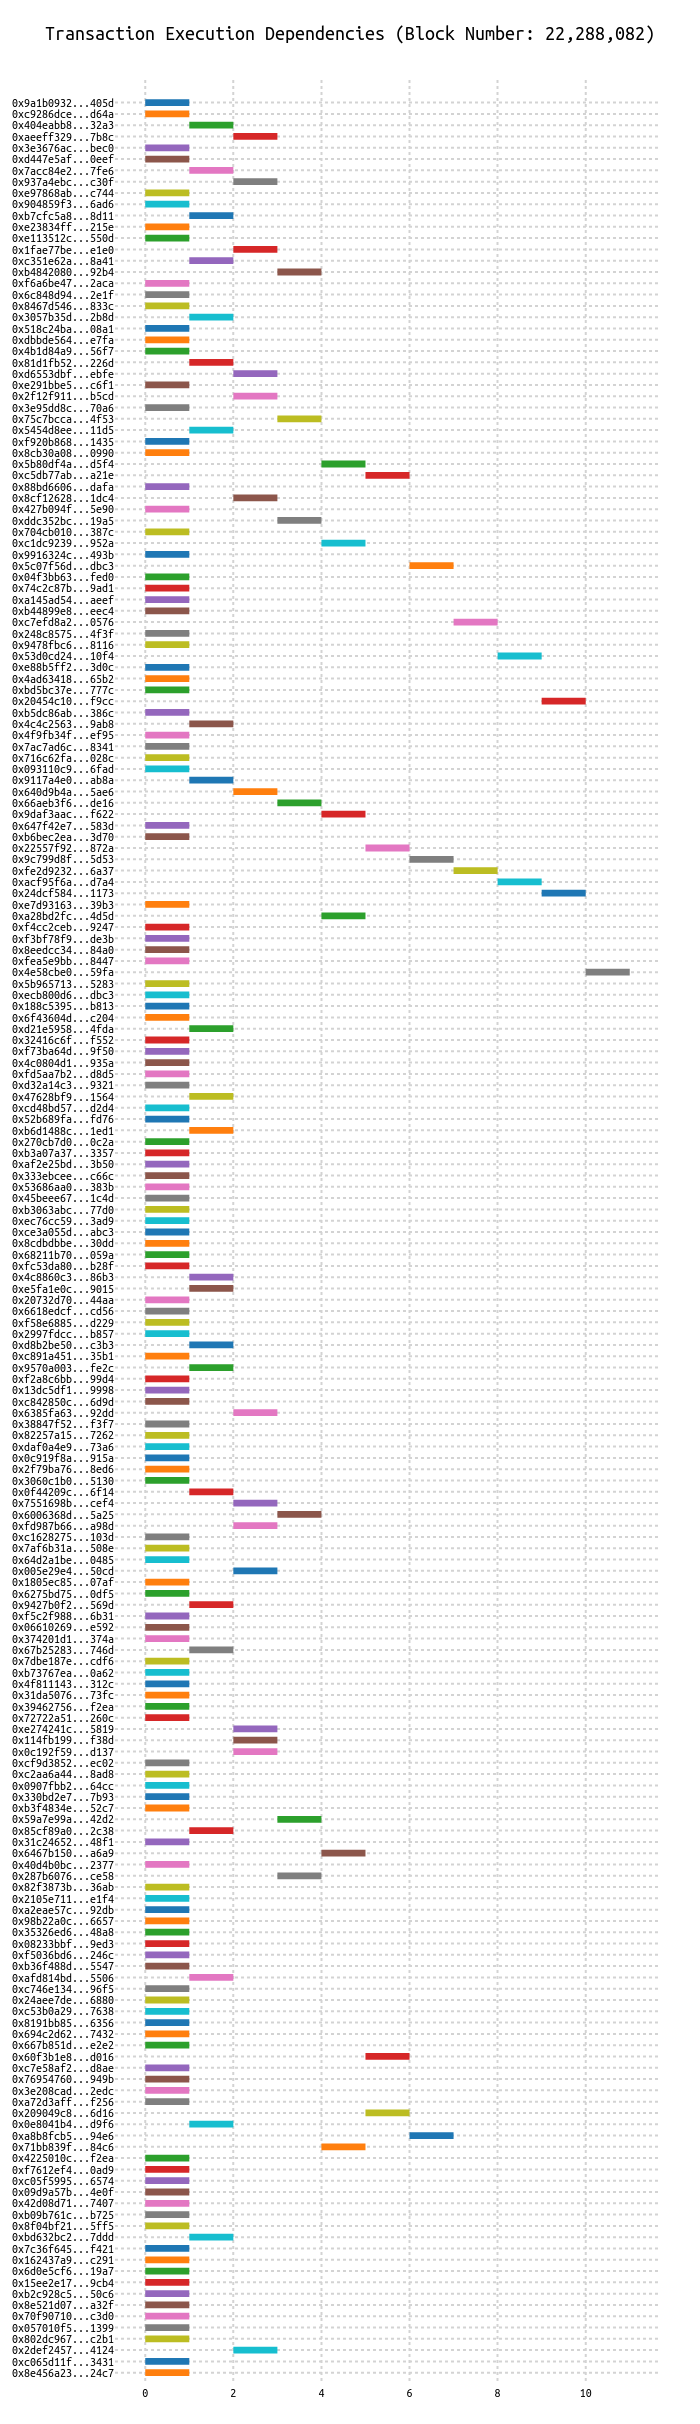 Transaction Execution Dependencies (Block Number: 22,288,082)
0x9a1b0932...405d
0xc9286dce...d64a
0x404eabb8...32a3
0xaeeff329...7b8c
0x3e3676ac...bec0
0xd447e5af...0eef
0x7acc84e2...7fe6
0x937a4ebc...c30f
0xe97868ab...c744
0x904859f3...6ad6
0xb7cfc5a8...8d11
0xe23834ff...215e
0xe113512c...550d
0x1fae77be...e1e0
0xc351e62a...8a41
0xb4842080...92b4
0xf6a6be47...2aca
0x6c848d94...2e1f
0x8467d546...833c
0x3057b35d...2b8d
0x518c24ba...08a1
0xdbbde564...e7fa
0x4b1d84a9...56f7
0x81d1fb52...226d
0xd6553dbf...ebfe
0xe291bbe5...c6f1
0x2f12f911...b5cd
0x3e95dd8c...70a6
0x75c7bcca...4f53
0x5454d8ee...11d5
0xf920b868...1435
0x8cb30a08...0990
0x5b80df4a...d5f4
0xc5db77ab...a21e
0x88bd6606...dafa
0x8cf12628...1dc4
0x427b094f...5e90
0xddc352bc...19a5
0x704cb010...387c
0xc1dc9239...952a
0x9916324c...493b
0x5c07f56d...dbc3
0x04f3bb63...fed0
0x74c2c87b...9ad1
0xa145ad54...aeef
0xb44899e8...eec4
0xc7efd8a2...0576
0x248c8575...4f3f
0x9478fbc6...8116
0x53d0cd24...10f4
0xe88b5ff2...3d0c
0x4ad63418...65b2
0xbd5bc37e...777c
0x20454c10...f9cc
0xb5dc86ab...386c
0x4c4c2563...9ab8
0x4f9fb34f...ef95
0x7ac7ad6c...8341
0x716c62fa...028c
0x093110c9...6fad
0x9117a4e0...ab8a
0x640d9b4a...5ae6
0x66aeb3f6...de16
0x9daf3aac...f622
0x647f42e7...583d
0xb6bec2ea...3d70
0x22557f92...872a
0x9c799d8f...5d53
0xfe2d9232...6a37
0xacf95f6a...d7a4
0x24dcf584...1173
0xe7d93163...39b3
0xa28bd2fc...4d5d
0xf4cc2ceb...9247
0xf3bf78f9...de3b
0x8eedcc34...84a0
0xfea5e9bb...8447
0x4e58cbe0...59fa
0x5b965713...5283
0xecb800d6...dbc3
0x188c5395...b813
0x6f43604d...c204
0xd21e5958...4fda
0x32416c6f...f552
0xf73ba64d...9f50
0x4c0804d1...935a
0xfd5aa7b2...d8d5
0xd32a14c3...9321
0x47628bf9...1564
0xcd48bd57...d2d4
0x52b689fa...fd76
0xb6d1488c...1ed1
0x270cb7d0...0c2a
0xb3a07a37...3357
0xaf2e25bd...3b50
0x333ebcee...c66c
0x53686aa0...383b
0x45beee67...1c4d
0xb3063abc...77d0
0xec76cc59...3ad9
0xce3a055d...abc3
0x8cdbdbbe...30dd
0x68211b70...059a
0xfc53da80...b28f
0x4c8860c3...86b3
0xe5fa1e0c...9015
0x20732d70...44aa
0x6618edcf...cd56
0xf58e6885...d229
0x2997fdcc...b857
0xd8b2be50...c3b3
0xc891a451...35b1
0x9570a003...fe2c
0xf2a8c6bb...99d4
0x13dc5df1...9998
0xc842850c...6d9d
0x6385fa63...92dd
0x38847f52...f3f7
0x82257a15...7262
0xdaf0a4e9...73a6
0x0c919f8a...915a
0x2f79ba76...8ed6
0x3060c1b0...5130
0x0f44209c...6f14
0x7551698b...cef4
0x6006368d...5a25
0xfd987b66...a98d
0xc1628275...103d
0x7af6b31a...508e
0x64d2a1be...0485
0x005e29e4...50cd
0x1805ec85...07af
0x6275bd75...0df5
0x9427b0f2...569d
0xf5c2f988...6b31
0x06610269...e592
0x374201d1...374a
0x67b25283...746d
0x7dbe187e...cdf6
0xb73767ea...0a62
0x4f811143...312c
0x31da5076...73fc
0x39462756...f2ea
0x72722a51...260c
0xe274241c...5819
0x114fb199...f38d
0x0c192f59...d137
0xcf9d3852...ec02
0xc2aa6a44...8ad8
0x0907fbb2...64cc
0x330bd2e7...7b93
0xb3f4834e...52c7
0x59a7e99a...42d2
0x85cf89a0...2c38
0x31c24652...48f1
0x6467b150...a6a9
0x40d4b0bc...2377
0x287b6076...ce58
0x82f3873b...36ab
0x2105e711...e1f4
0xa2eae57c...92db
0x98b22a0c...6657
0x35326ed6...48a8
0x08233bbf...9ed3
0xf5036bd6...246c
0xb36f488d...5547
0xafd814bd...5506
0xc746e134...96f5
0x24aee7de...6880
0xc53b0a29...7638
0x8191bb85...6356
0x694c2d62...7432
0x667b851d...e2e2
0x60f3b1e8...d016
0xc7e58af2...d8ae
0x76954760...949b
0x3e208cad...2edc
0xa72d3aff...f256
0x209049c8...6d16
0x0e8041b4...d9f6
0xa8b8fcb5...94e6
0x71bb839f...84c6
0x4225010c...f2ea
0xf7612ef4...0ad9
0xc05f5995...6574
0x09d9a57b...4e0f
0x42d08d71...7407
0xb09b761c...b725
0x8f04bf21...5ff5
0xbd632bc2...7ddd
0x7c36f645...f421
0x162437a9...c291
0x6d0e5cf6...19a7
0x15ee2e17...9cb4
0xb2c928c5...50c6
0x8e521d07...a32f
0x70f90710...c3d0
0x057010f5...1399
0x802dc967...c2b1
0x2def2457...4124
0xc065d11f...3431
0x8e456a23...24c7
0 2 4 6 8 10